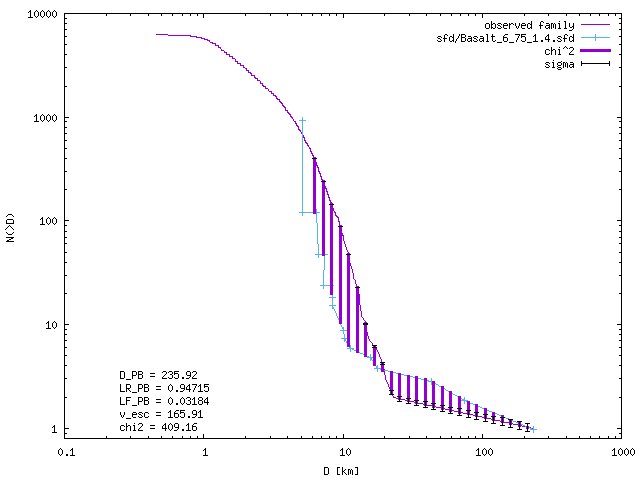 10000
1000
100
10
1
N(>D)
observed family
sfd/Basalt_6_75_1.4.sfd
chi^2
sigma
D_PB = 235.92
LR_PB = 0.94715
LF_PB = 0.03184
v_esc = 165.91
chi2 = 409.16
0.1 1 10 100 1000
D [km]